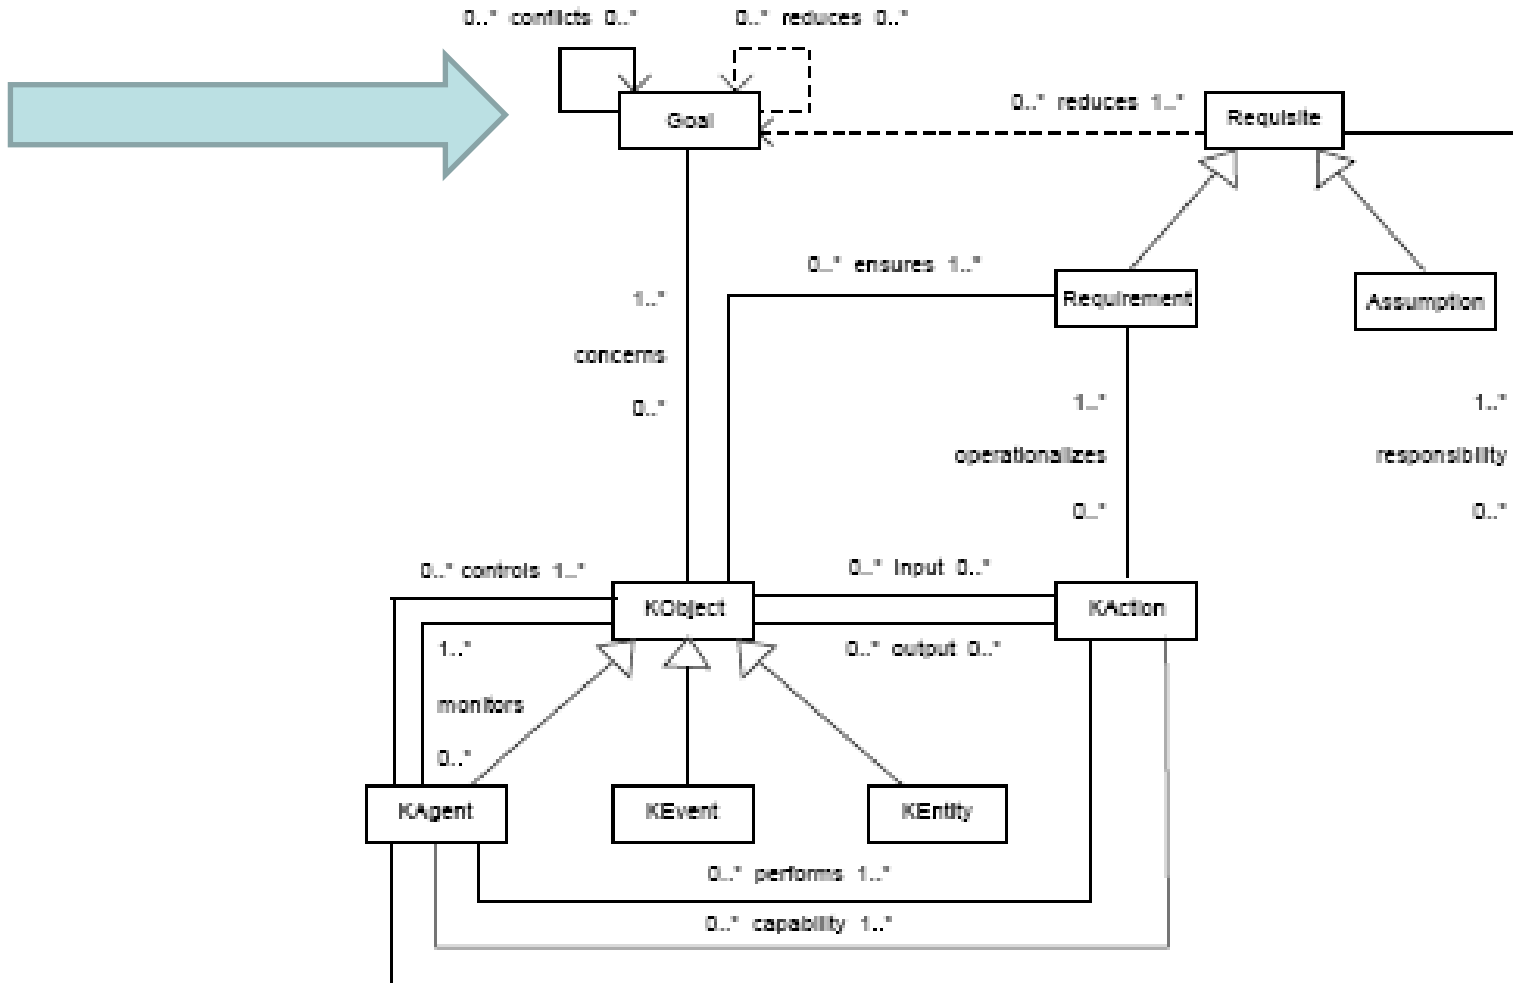 0..* conflicts 0..*
0..* reduces 0..*
Goal
0..* reduces 1..*
Requisite
0..* ensures 1..*
Requirement
Assumption
1..*
concerns
0..*
1..*
operationalizes
0..*
1..*
responsibility
0..*
0..* controls 1..*
0..* input 0..*
KObject
KAction
0..* output 0..*
1..*
monitors
0..*
KAgent
KEvent
KEntity
0..* performs 1..*
0..* capability 1..*